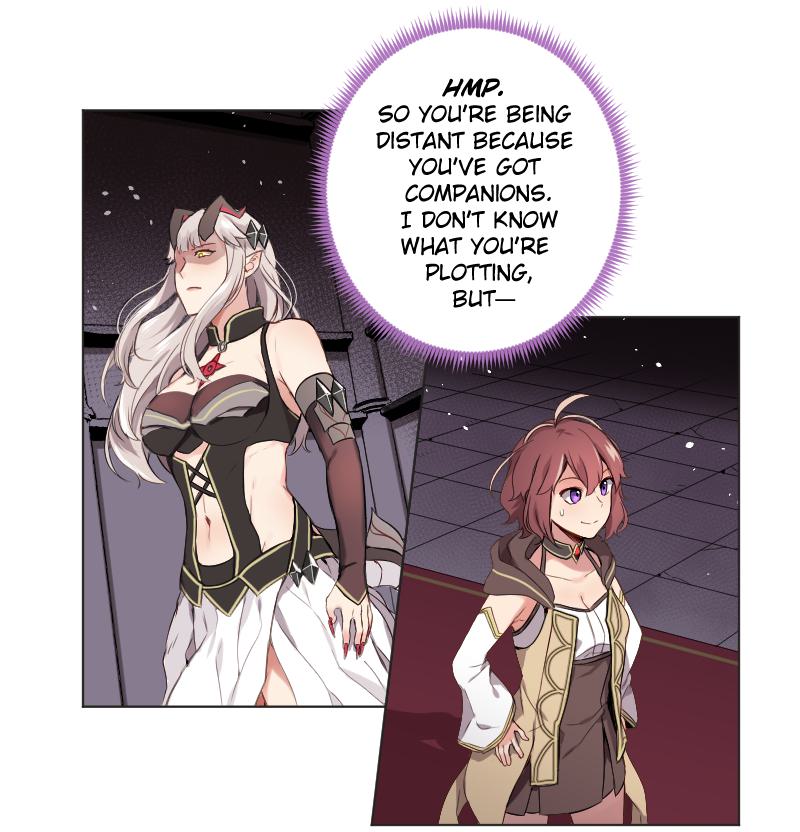 HMP.
SO YOU'RE BEING
DISTANT BECAUSE
YOU'VE GOT
COMPANIONS.
I DON'T KNOW
WHAT YOU'RE
PLOTTING,
BUT—